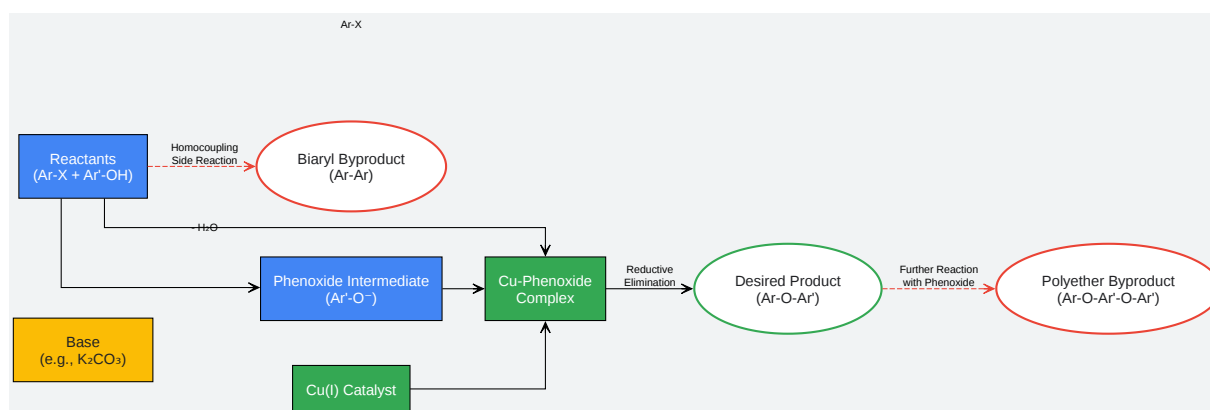 Ar-X
Homocoupling
Side Reaction
Reactants
(Ar-X + Ar'-OH)
Biaryl Byproduct
(Ar-Ar)
- H₂O
Phenoxide Intermediate
(Ar'-O⁻)
Cu-Phenoxide
Complex
Reductive
Elimination
Desired Product
(Ar-O-Ar')
Further Reaction
with Phenoxide
Polyether Byproduct
(Ar-O-Ar'-O-Ar')
Base
(e.g., K₂CO₃)
Cu(I) Catalyst